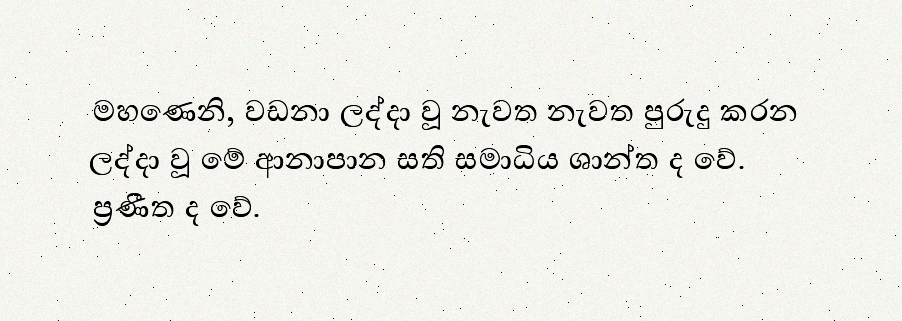 මහණෙනි, වඩනා ලද්දා වූ නැවත නැවත පුරුදු කරන
ලද්දා වූ මේ ආනාපාන සති සමාධිය ශාන්ත ද වේ.
ප්‍රණීත ද වේ.